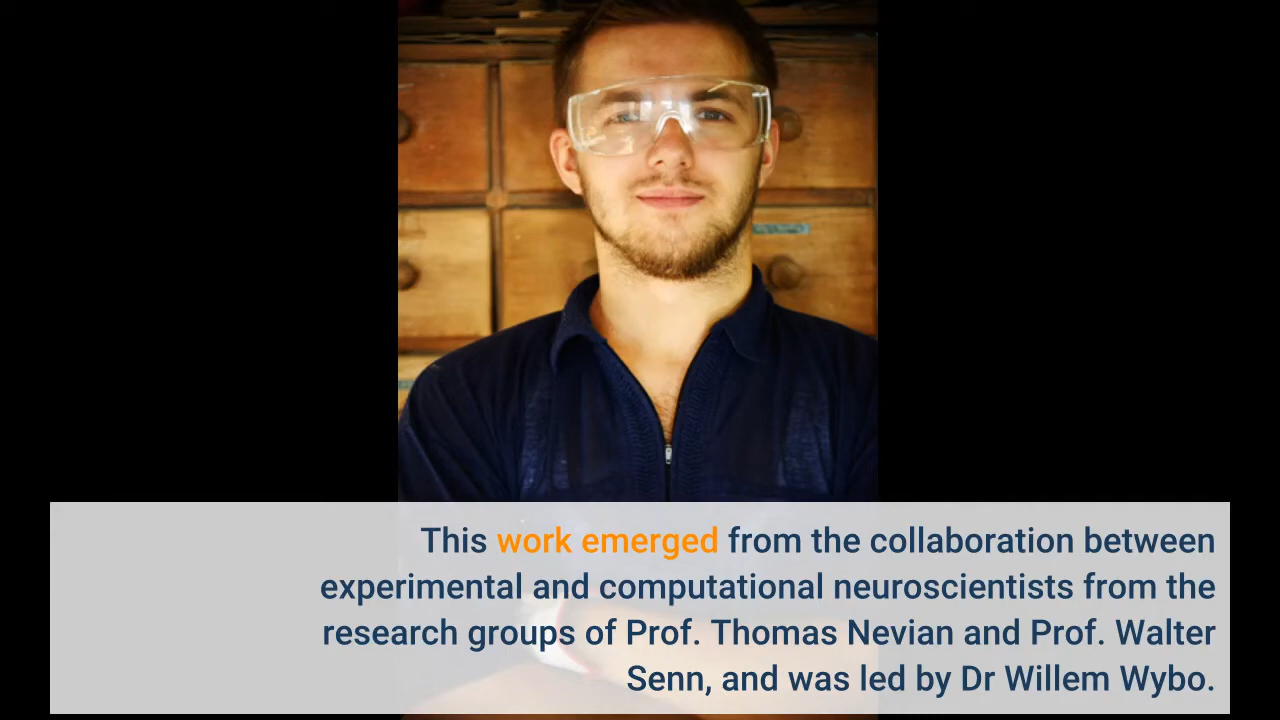 This work emerged from the collaboration between
experimental and computational neuroscientists from the
research groups of Prof. Thomas Nevian and Prof. Walter
Senn, and was led by Dr Willem Wybo.